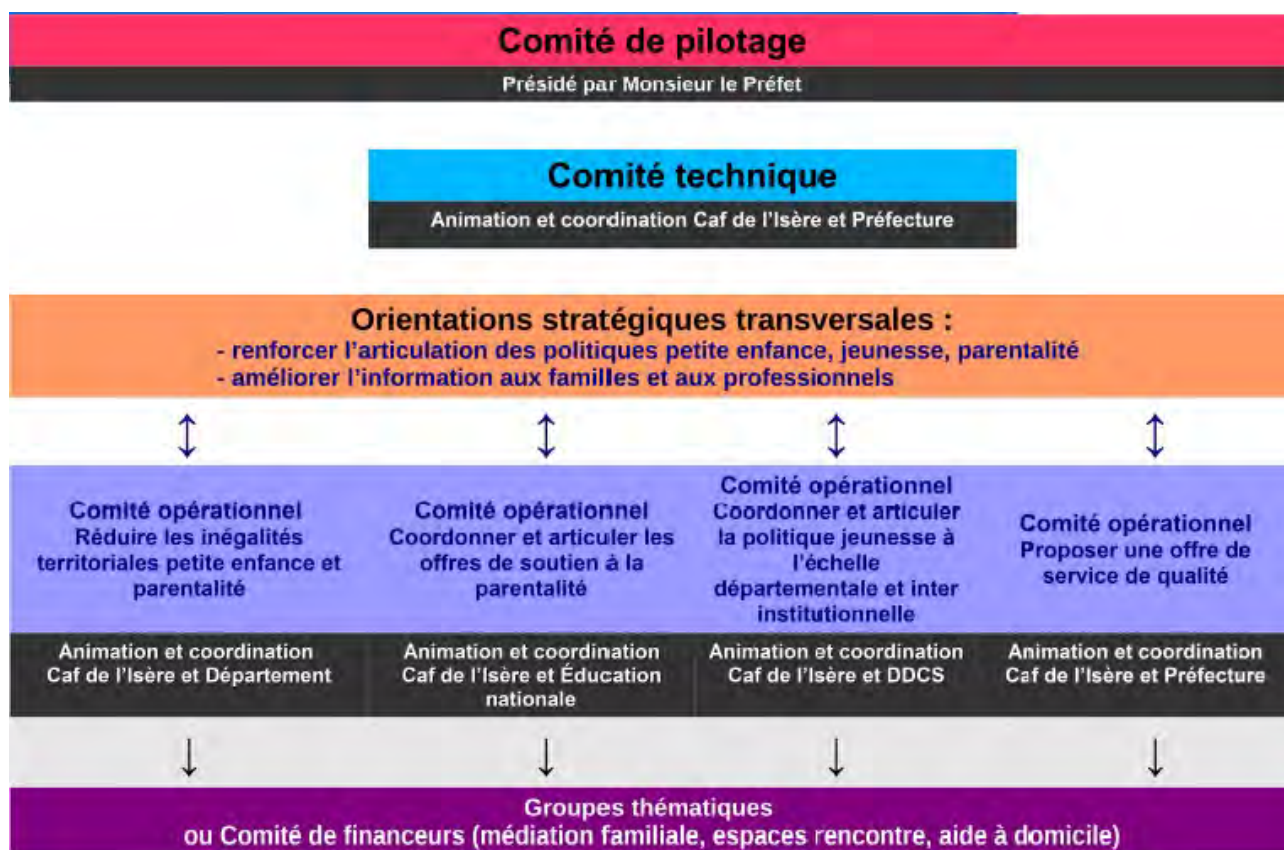 Comité de pilotage
Présidé par Monsieur le Préfet
Comité technique
Animation et coordination Caf de l'Isère et Préfecture
Orientations stratégiques transversales :
- renforcer l'articulation des politiques petite enfance, jeunesse, parentalité
- améliorer l'information aux familles et aux professionnels
Comité opérationnel
Réduire les inégalités
territoriales petite enfance et
parentalité
Animation et coordination
Caf de l'Isère et Département
Comité opérationnel
Coordonner et articuler les
offres de soutien à la
parentalité
Animation et coordination
Caf de l'Isère et Éducation
nationale
Comité opérationnel
Coordonner et articuler
la politique jeunesse à
l'échelle
départementale et inter
institutionnelle
Animation et coordination
Caf de l'Isère et DDCS
Comité opérationnel
Proposer une offre de
service de qualité
Animation et coordination
Caf de l'Isère et Préfecture
Groupes thématiques
ou Comité de financeurs (médiation familiale, espaces rencontre, aide à domicile)